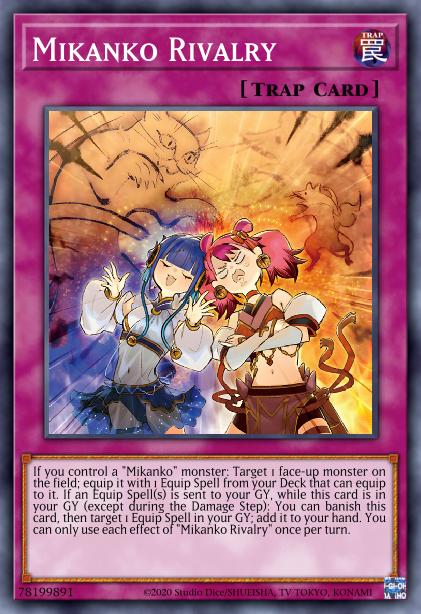 Mikanko Rivalry
TRAP
罠
[Trap Card]
If you control a "Mikanko" monster: Target 1 face-up monster on
the field; equip it with 1 Equip Spell from your Deck that can equip
to it. If an Equip Spell(s) is sent to your GY, while this card is in
your GY (except during the Damage Step): You can banish this
card, then target 1 Equip Spell in your GY; add it to your hand. You
can only use each effect of "Mikanko Rivalry" once per turn.
78199891
©2020 Studio Dice/SHUEISHA, TV TOKYO, KONAMI